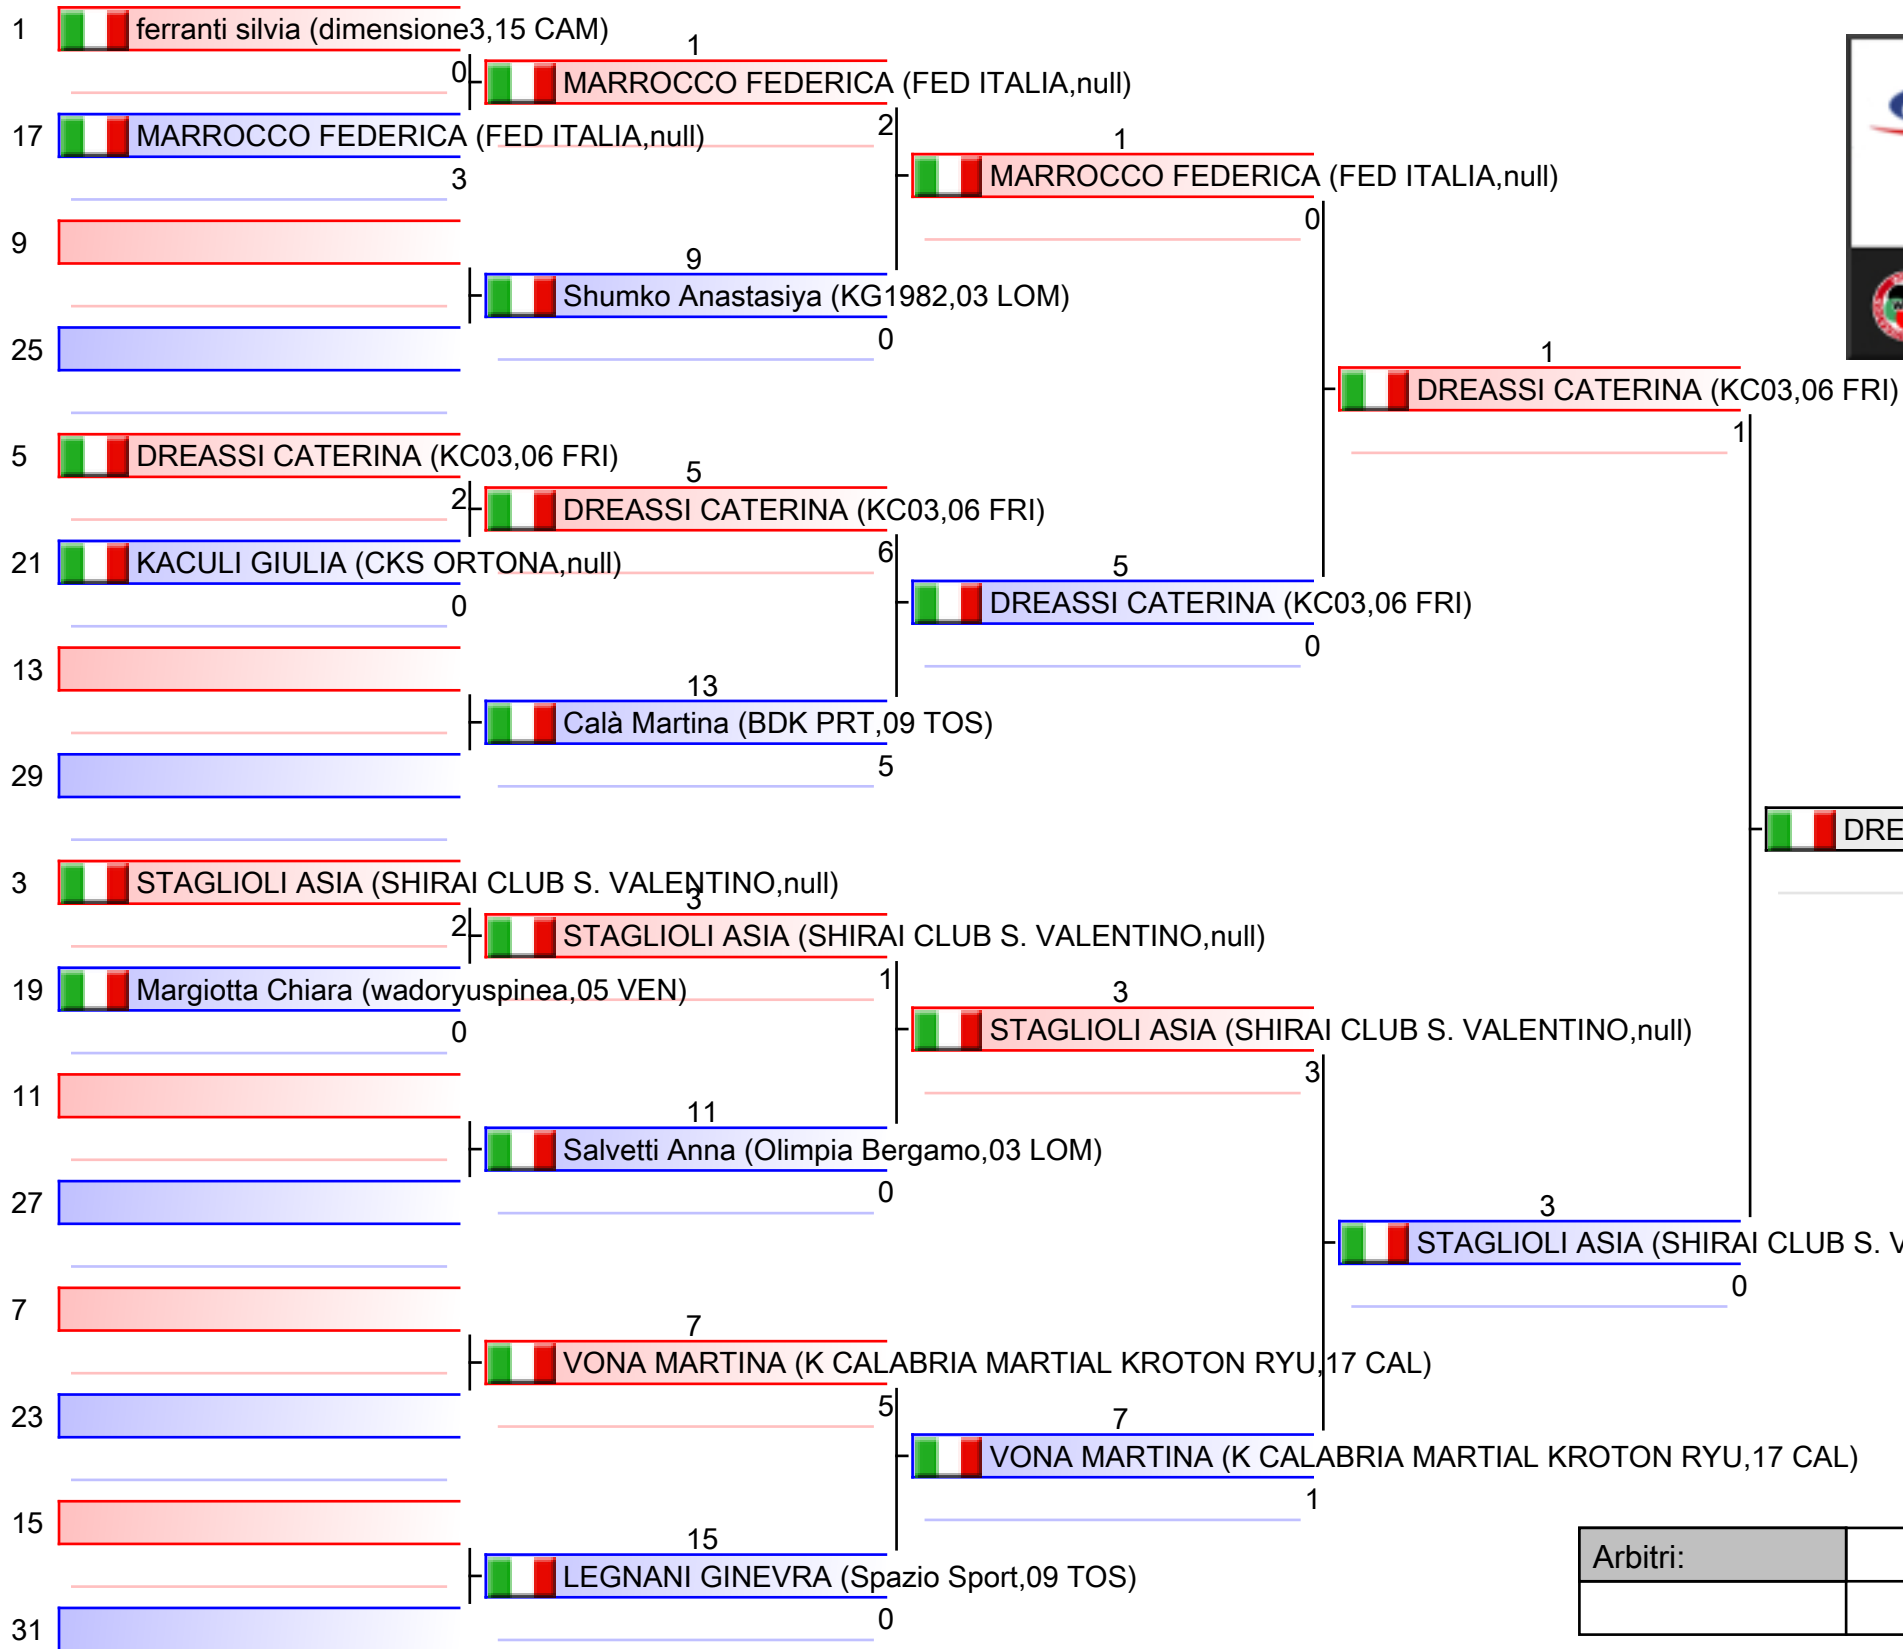 1 ferranti silvia (dimensione3,15 CAM)
0
17 MARROCCO FEDERICA (FED ITALIA,null)
3
9
25
5 DREASSI CATERINA (KC03,06 FRI)
2
21 KACULI GIULIA (CKS ORTONA,null)
0
13
29
3 STAGLIOLI ASIA (SHIRAI CLUB S. VALENTINO,null)
2
19 Margiotta Chiara (wadoryuspinea,05 VEN)
0
11
27
7
23
15
31
1
MARROCCO FEDERICA (FED ITALIA,null)
2
9
Shumko Anastasiya (KG1982,03 LOM)
0
5
DREASSI CATERINA (KC03,06 FRI)
6
13
Calà Martina (BDK PRT,09 TOS)
5
3
STAGLIOLI ASIA (SHIRAI CLUB S. VALENTINO,null)
1
11
Salvetti Anna (Olimpia Bergamo,03 LOM)
0
7
VONA MARTINA (K CALABRIA MARTIAL KROTON RYU,17 CAL)
5
15
LEGNANI GINEVRA (Spazio Sport,09 TOS)
0
1
MARROCCO FEDERICA (FED ITALIA,null)
0
5
DREASSI CATERINA (KC03,06 FRI)
0
3
STAGLIOLI ASIA (SHIRAI CLUB S. VALENTINO,null)
3
7
VONA MARTINA (K CALABRIA MARTIAL KROTON RYU,17 CAL)
1
1
DREASSI CATERINA (KC03,06 FRI)
1
3
STAGLIOLI ASIA (SHIRAI CLUB S. V
0
DRE
Arbitri: